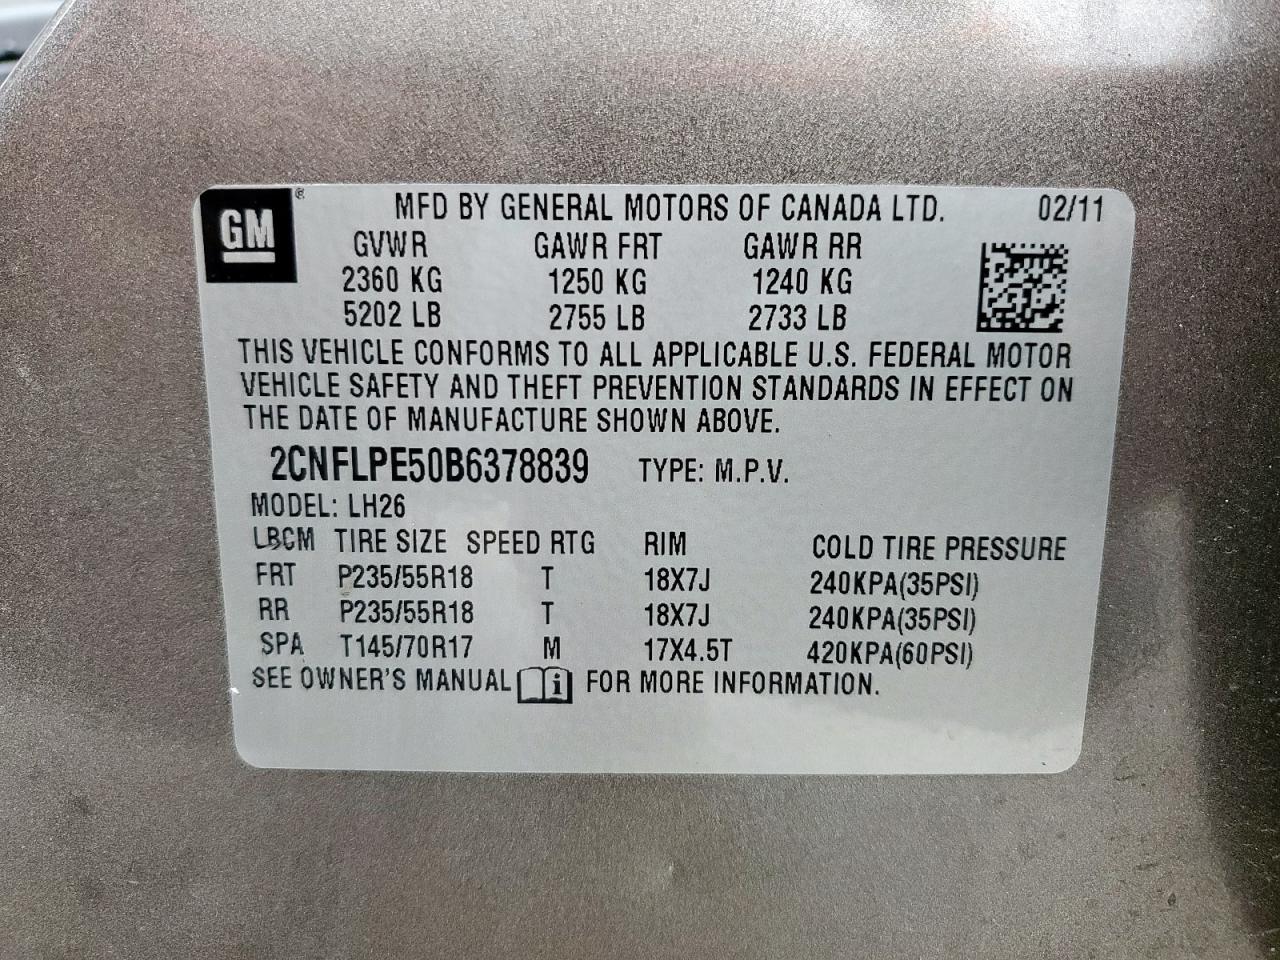 GM ®
MFD BY GENERAL MOTORS OF CANADA LTD. 02/11
GVWR GAWR FRT GAWR RR
2360 KG 1250 KG 1240 KG
5202 LB 2755 LB 2733 LB
THIS VEHICLE CONFORMS TO ALL APPLICABLE U.S. FEDERAL MOTOR
VEHICLE SAFETY AND THEFT PREVENTION STANDARDS IN EFFECT ON
THE DATE OF MANUFACTURE SHOWN ABOVE.
2CNFLPE50B6378839 TYPE: M.P.V.
MODEL: LH26
LBCM TIRE SIZE SPEED RTG RIM COLD TIRE PRESSURE
FRT P235/55R18 T 18X7J 240KPA(35PSI)
RR P235/55R18 T 18X7J 240KPA(35PSI)
SPA T145/70R17 M 17X4.5T 420KPA(60PSI)
SEE OWNER'S MANUAL i FOR MORE INFORMATION.